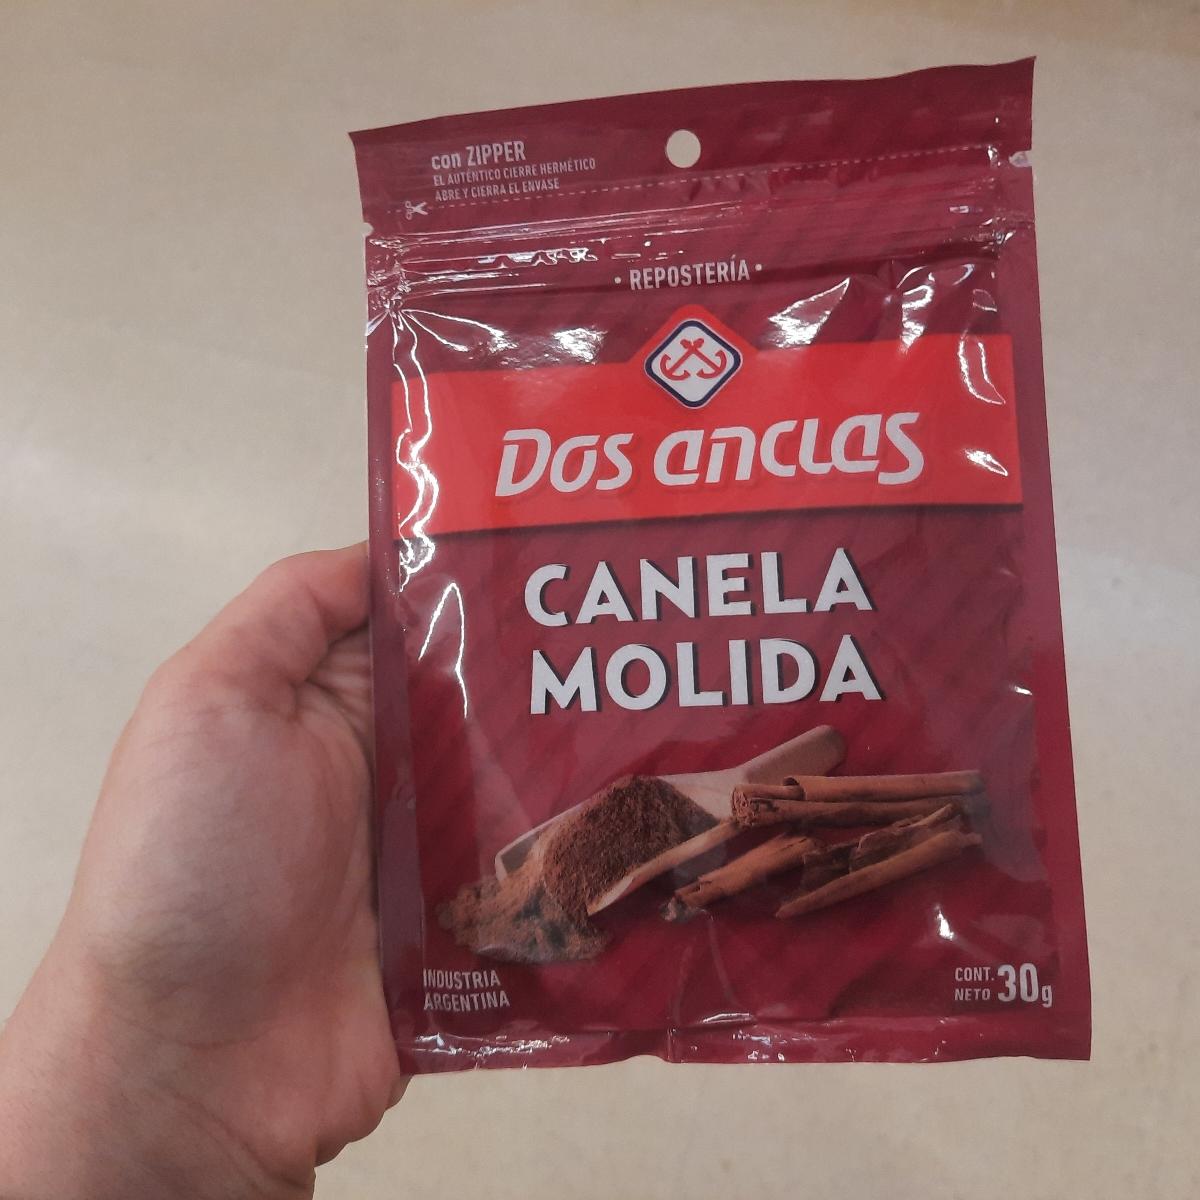 con ZIPPER
EL AUTÉNTICO CIERRE HERMÉTICO
ABRE Y CIERRA EL ENVASE
• REPOSTERÍA •
Dos anclas
CANELA
MOLIDA
INDUSTRIA
ARGENTINA
CONT.
NETO 30g